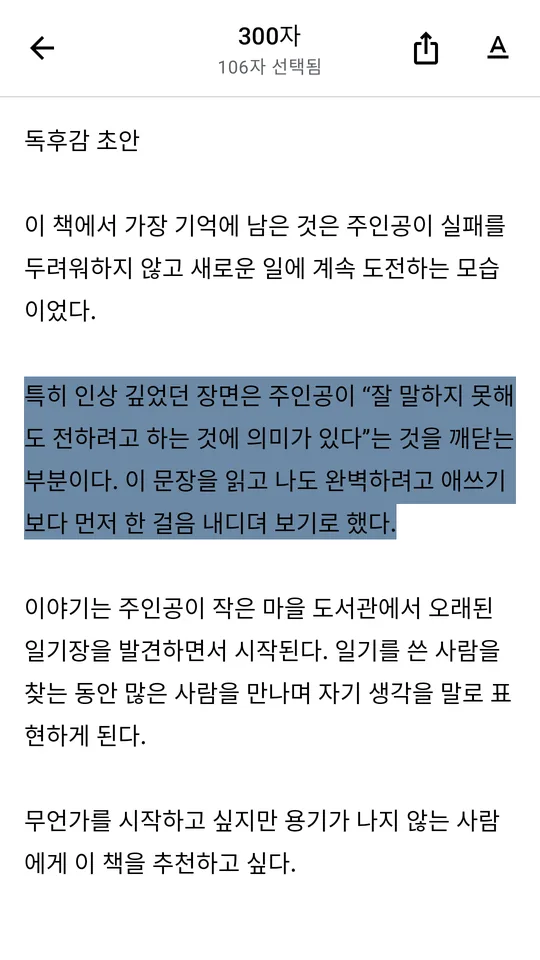 300자
106자 선택됨
독후감 초안
이 책에서 가장 기억에 남은 것은 주인공이 실패를
두려워하지 않고 새로운 일에 계속 도전하는 모습
이었다.
특히 인상 깊었던 장면은 주인공이 “잘 말하지 못해
도 전하려고 하는 것에 의미가 있다”는 것을 깨닫는
부분이다. 이 문장을 읽고 나도 완벽하려고 애쓰기
보다 먼저 한 걸음 내디뎌 보기로 했다.
이야기는 주인공이 작은 마을 도서관에서 오래된
일기장을 발견하면서 시작된다. 일기를 쓴 사람을
찾는 동안 많은 사람을 만나며 자기 생각을 말로 표
현하게 된다.
무언가를 시작하고 싶지만 용기가 나지 않는 사람
에게 이 책을 추천하고 싶다.